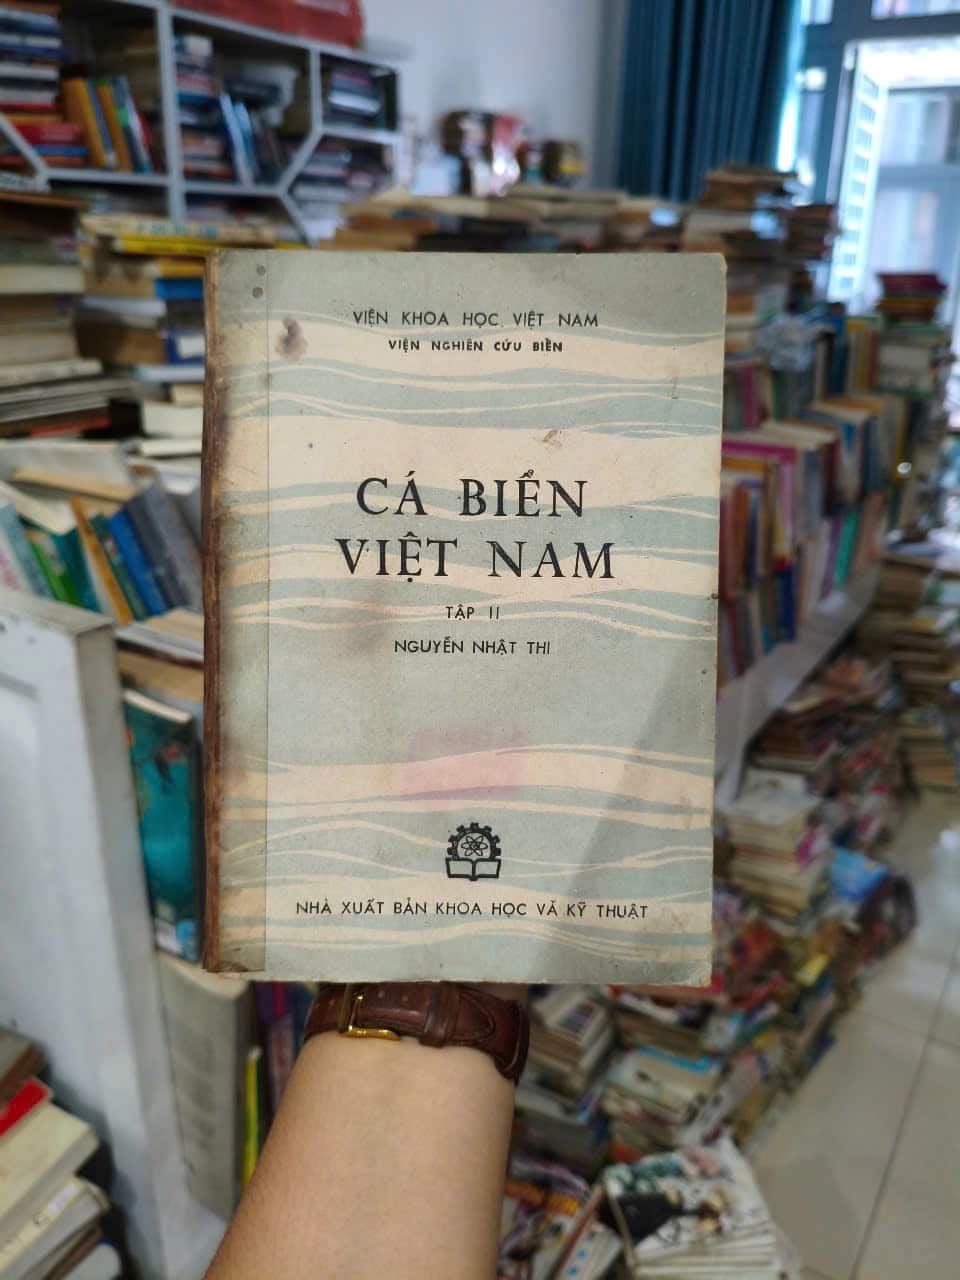 VIỆN KHOA HỌC VIỆT NAM
VIỆN NGHIÊN CỨU BIỂN
CÁ BIỂN
VIỆT NAM
TẬP II
NGUYỄN NHẬT THI
NHÀ XUẤT BẢN KHOA HỌC VÀ KỸ THUẬT